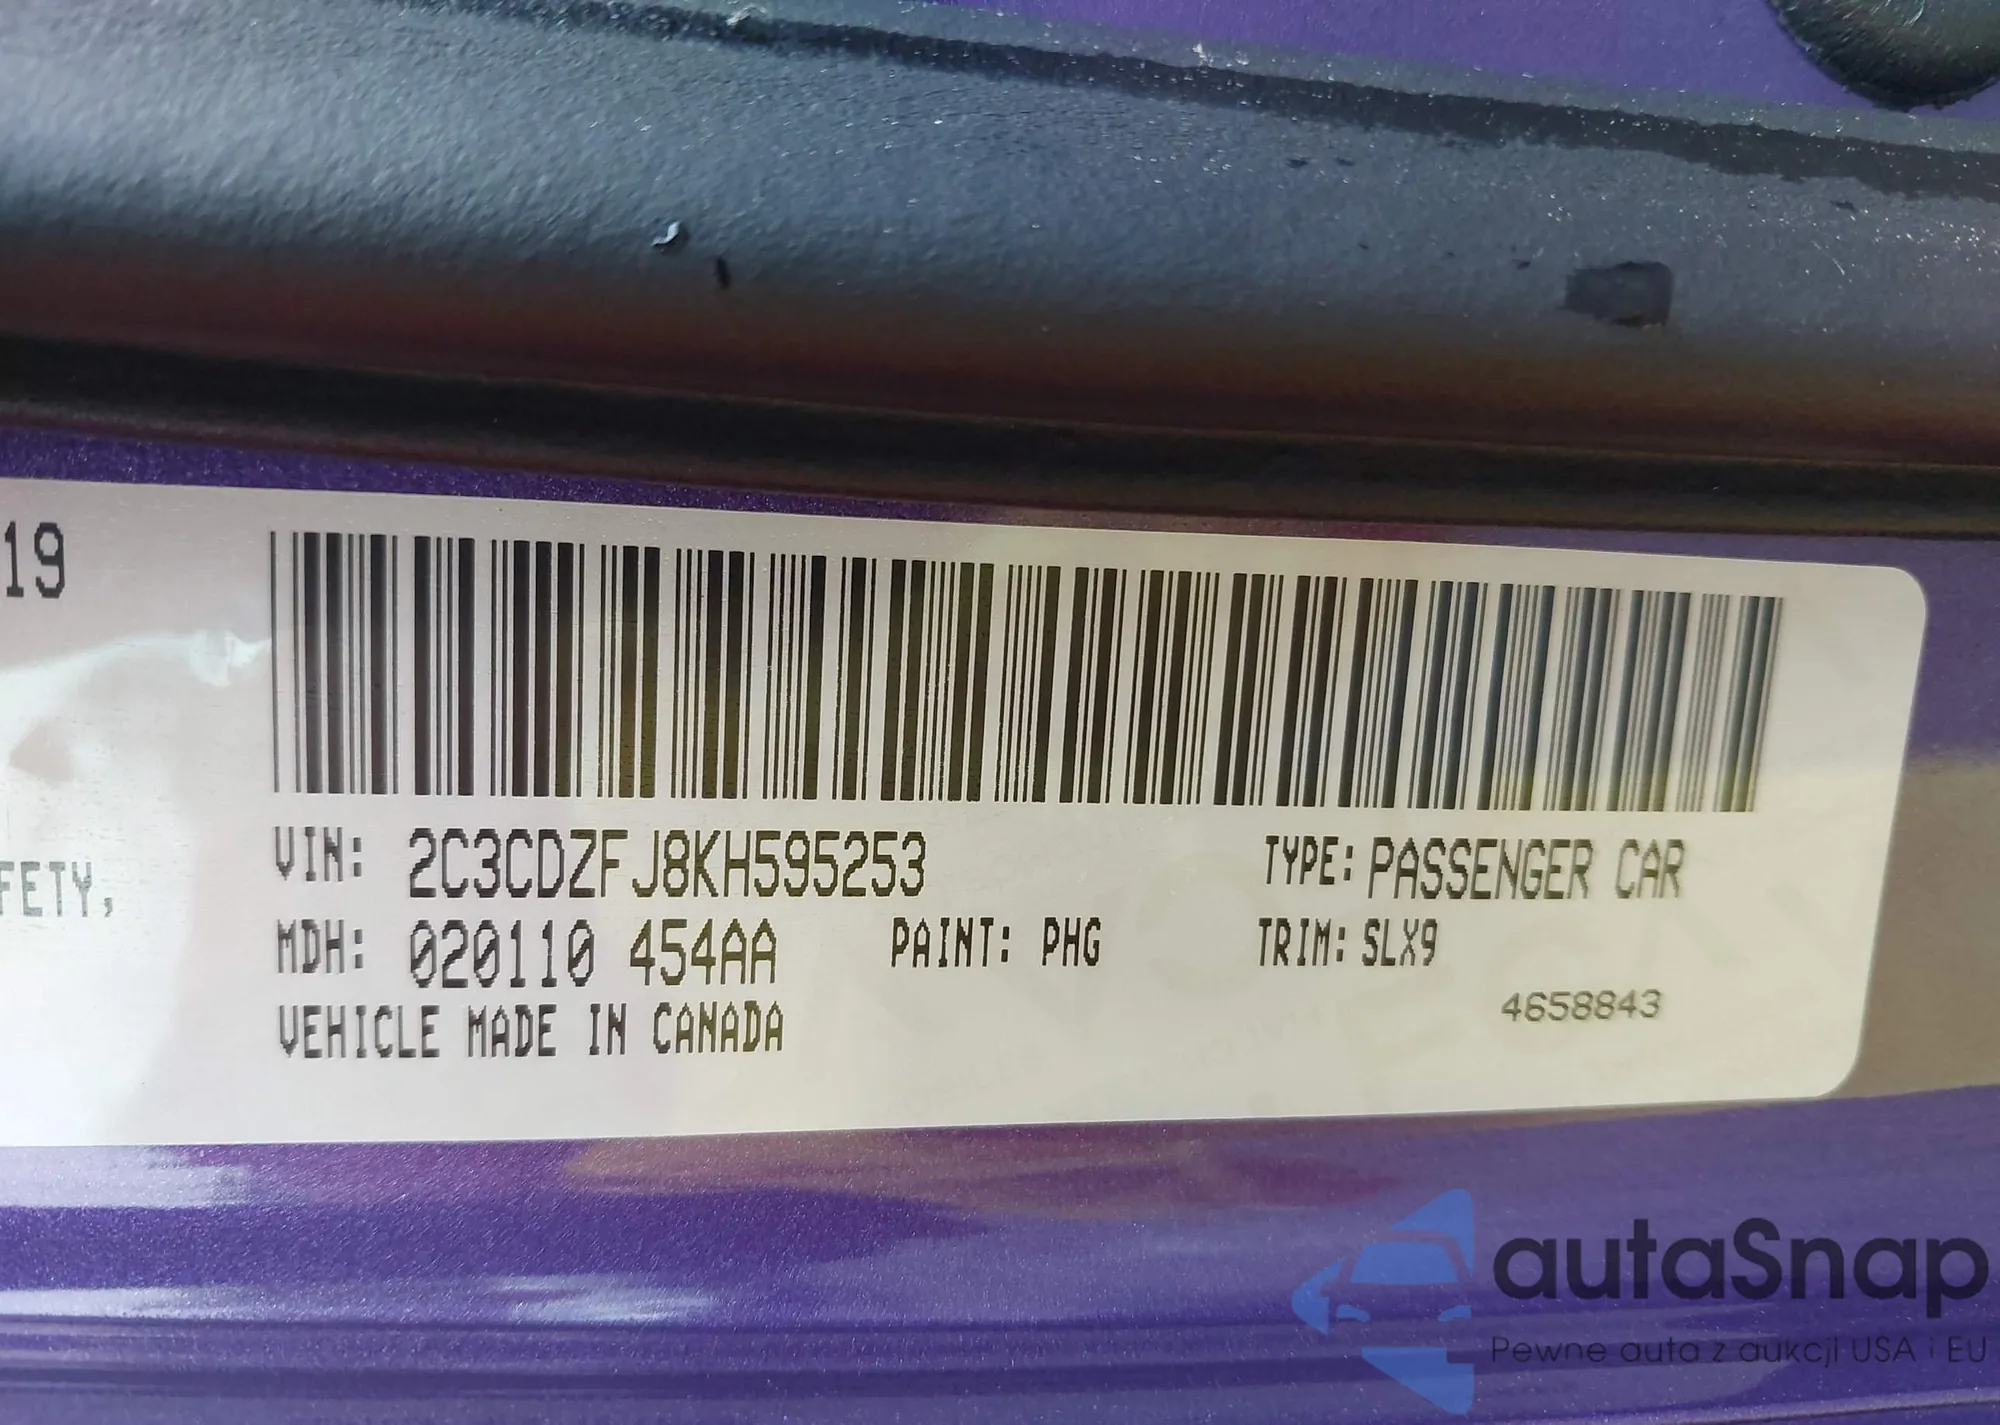 19
FETY,
VIN: 2C3CDZFJ8KH595253
TYPE: PASSENGER CAR
MDH: 020110 454AA
PAINT: PHG
TRIM: SLX9
VEHICLE MADE IN CANADA
4658843
autaSnap
Pewne auta z aukcji USA i EU